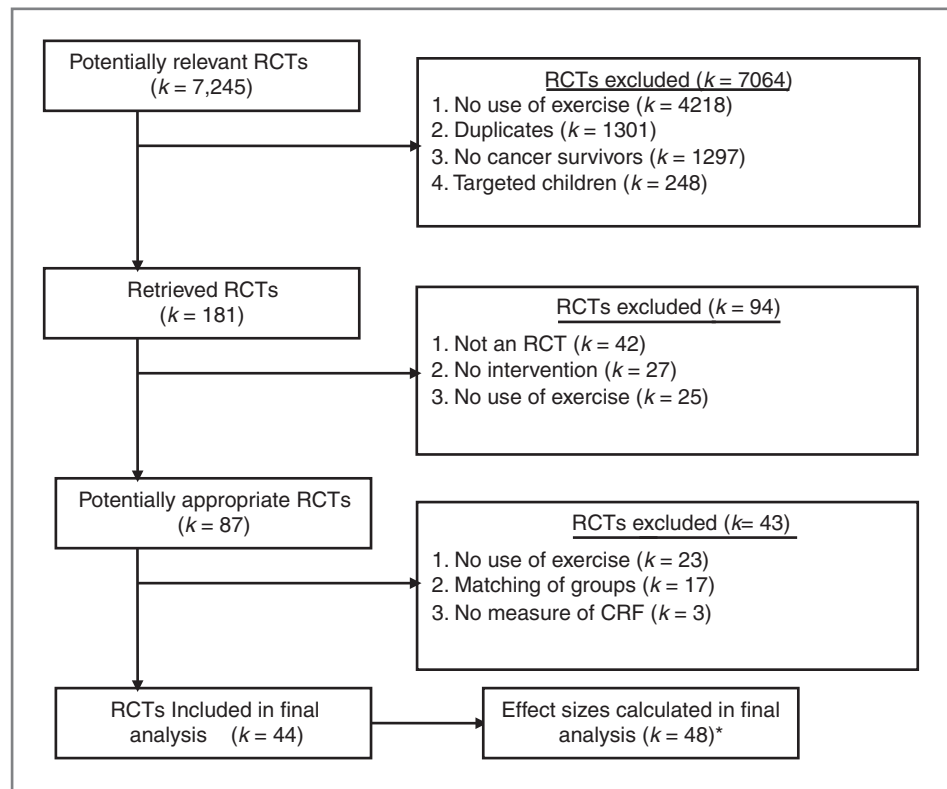 Potentially relevant RCTs
(k = 7,245)
RCTs excluded (k = 7064)
1. No use of exercise (k = 4218)
2. Duplicates (k = 1301)
3. No cancer survivors (k = 1297)
4. Targeted children (k = 248)
Retrieved RCTs
(k = 181)
RCTs excluded (k = 94)
1. Not an RCT (k = 42)
2. No intervention (k = 27)
3. No use of exercise (k = 25)
Potentially appropriate RCTs
(k = 87)
RCTs excluded (k= 43)
1. No use of exercise (k = 23)
2. Matching of groups (k = 17)
3. No measure of CRF (k = 3)
RCTs Included in final
analysis (k = 44)
Effect sizes calculated in final
analysis (k = 48)*